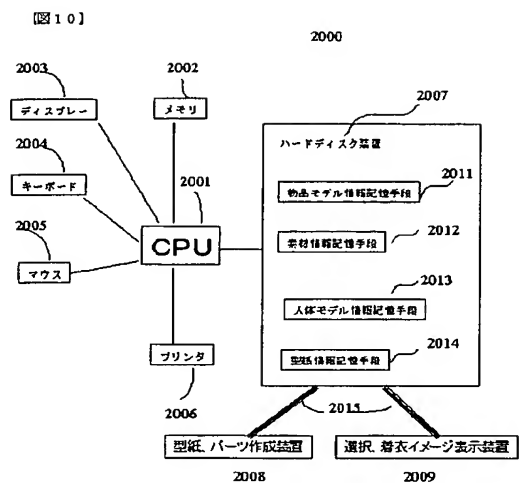 【図１０】
2000
2003
2002
2007
ディスプレー
メモリ
ハードディスク装置
2004
2001
2011
キーボード
物品モデル情報記憶手段
CPU
2012
2005
素材情報記憶手段
マウス
2013
人体モデル情報記憶手段
プリンタ
2014
型紙情報記憶手段
2006
2015
型紙、パーツ作成装置
選択、着衣イメージ表示装置
2008
2009